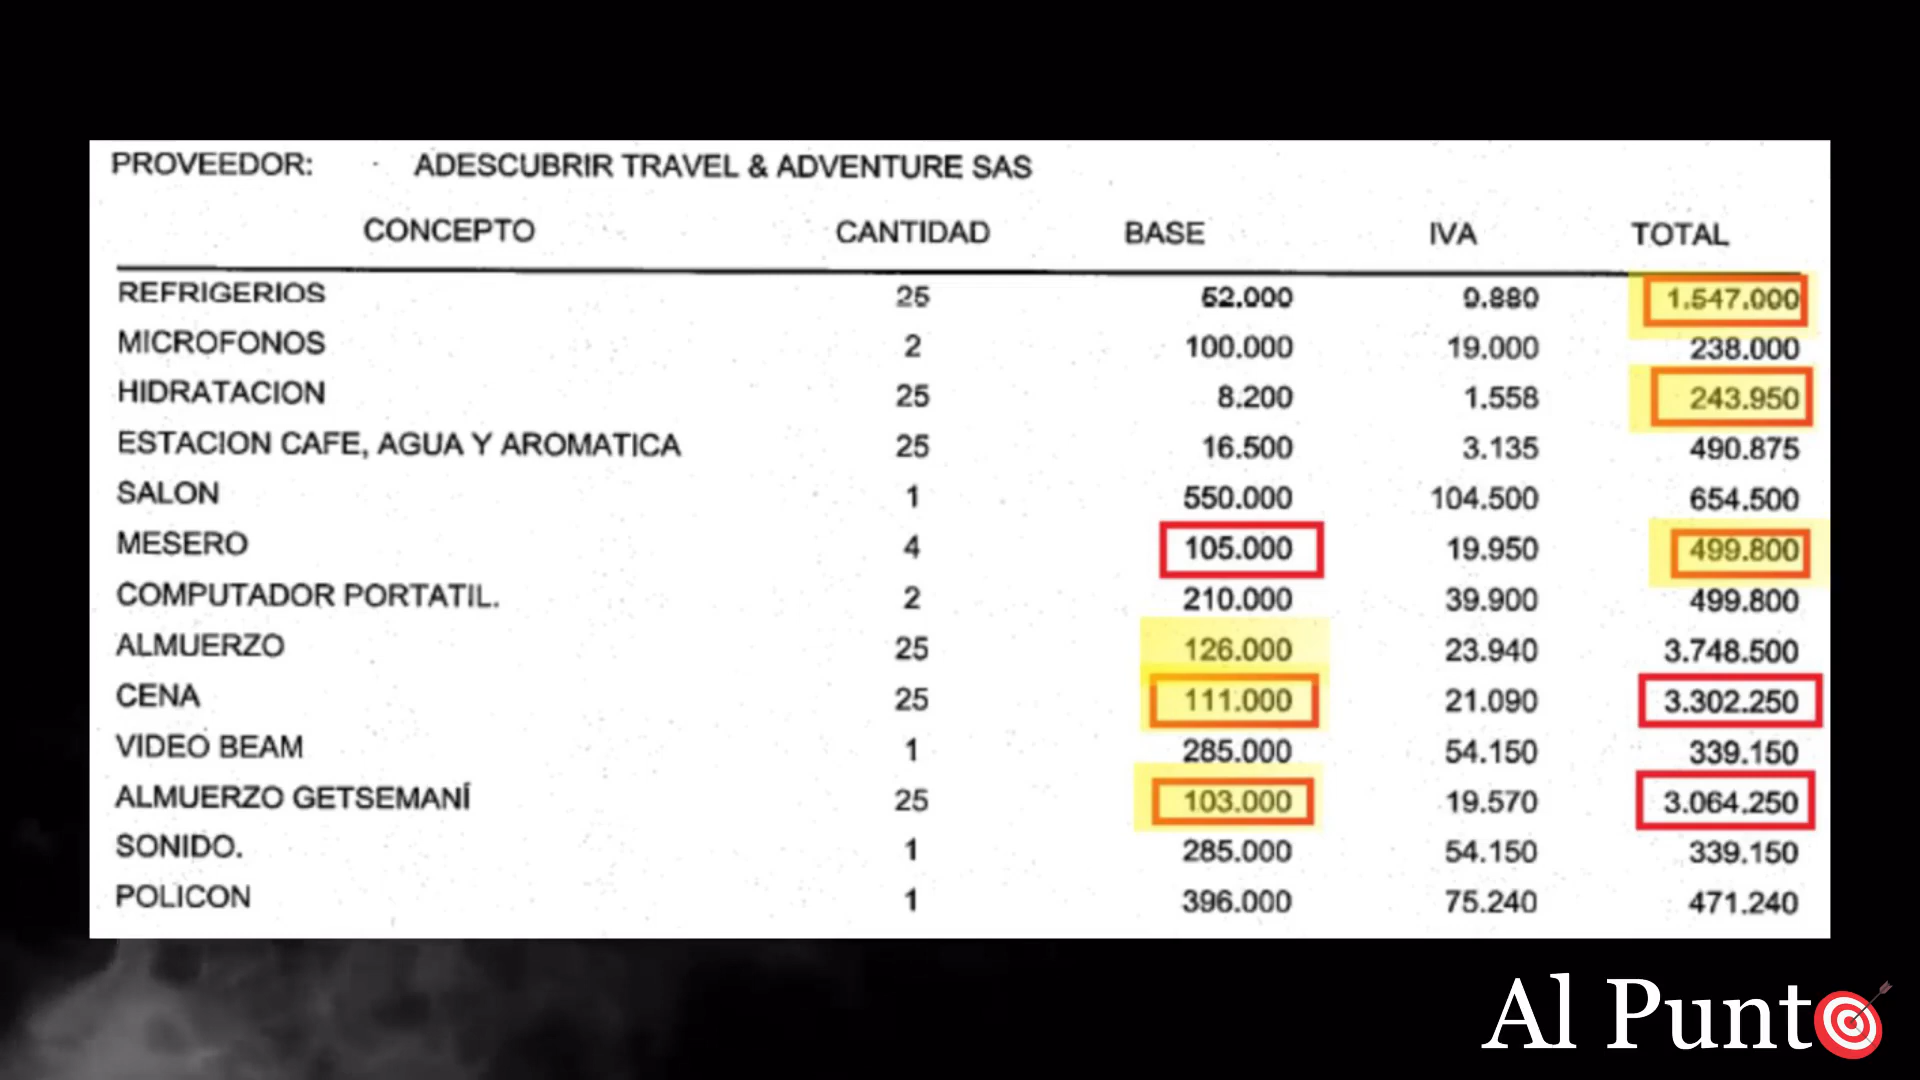 PROVEEDOR: ADESCUBRIR TRAVEL & ADVENTURE SAS
CONCEPTO CANTIDAD BASE IVA TOTAL
REFRIGERIOS 25 52.000 9.880 1.547.000
MICROFONOS 2 100.000 19.000 238.000
HIDRATACION 25 8.200 1.558 243.950
ESTACION CAFE, AGUA Y AROMATICA 25 16.500 3.135 490.875
SALON 1 550.000 104.500 654.500
MESERO 4 105.000 19.950 499.800
COMPUTADOR PORTATIL. 2 210.000 39.900 499.800
ALMUERZO 25 126.000 23.940 3.748.500
CENA 25 111.000 21.090 3.302.250
VIDEO BEAM 1 285.000 54.150 339.150
ALMUERZO GETSEMANÍ 25 103.000 19.570 3.064.250
SONIDO. 1 285.000 54.150 339.150
POLICON 1 396.000 75.240 471.240
Al Punto